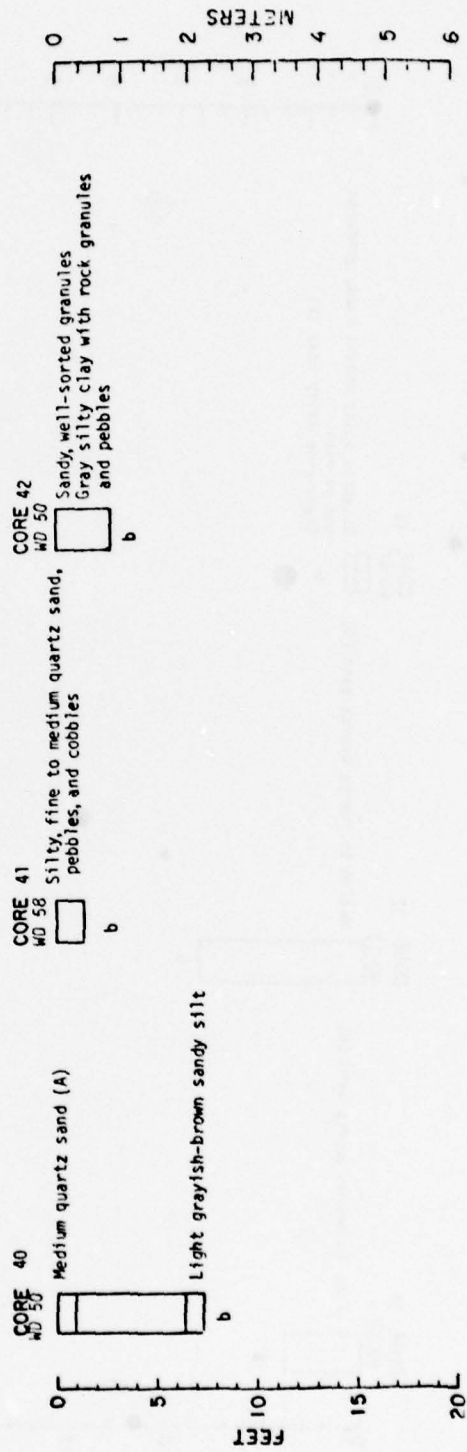 CORE 40
WD 50
Medium quartz sand (A)
Light grayish-brown sandy silt
b
CORE 41
WD 58
Silty, fine to medium quartz sand,
pebbles, and cobbles
b
CORE 42
WD 50
Sandy, well-sorted granules
Gray silty clay with rock granules
and pebbles
b
FEET
0
5
10
15
20
METERS
0
1
2
3
4
5
6